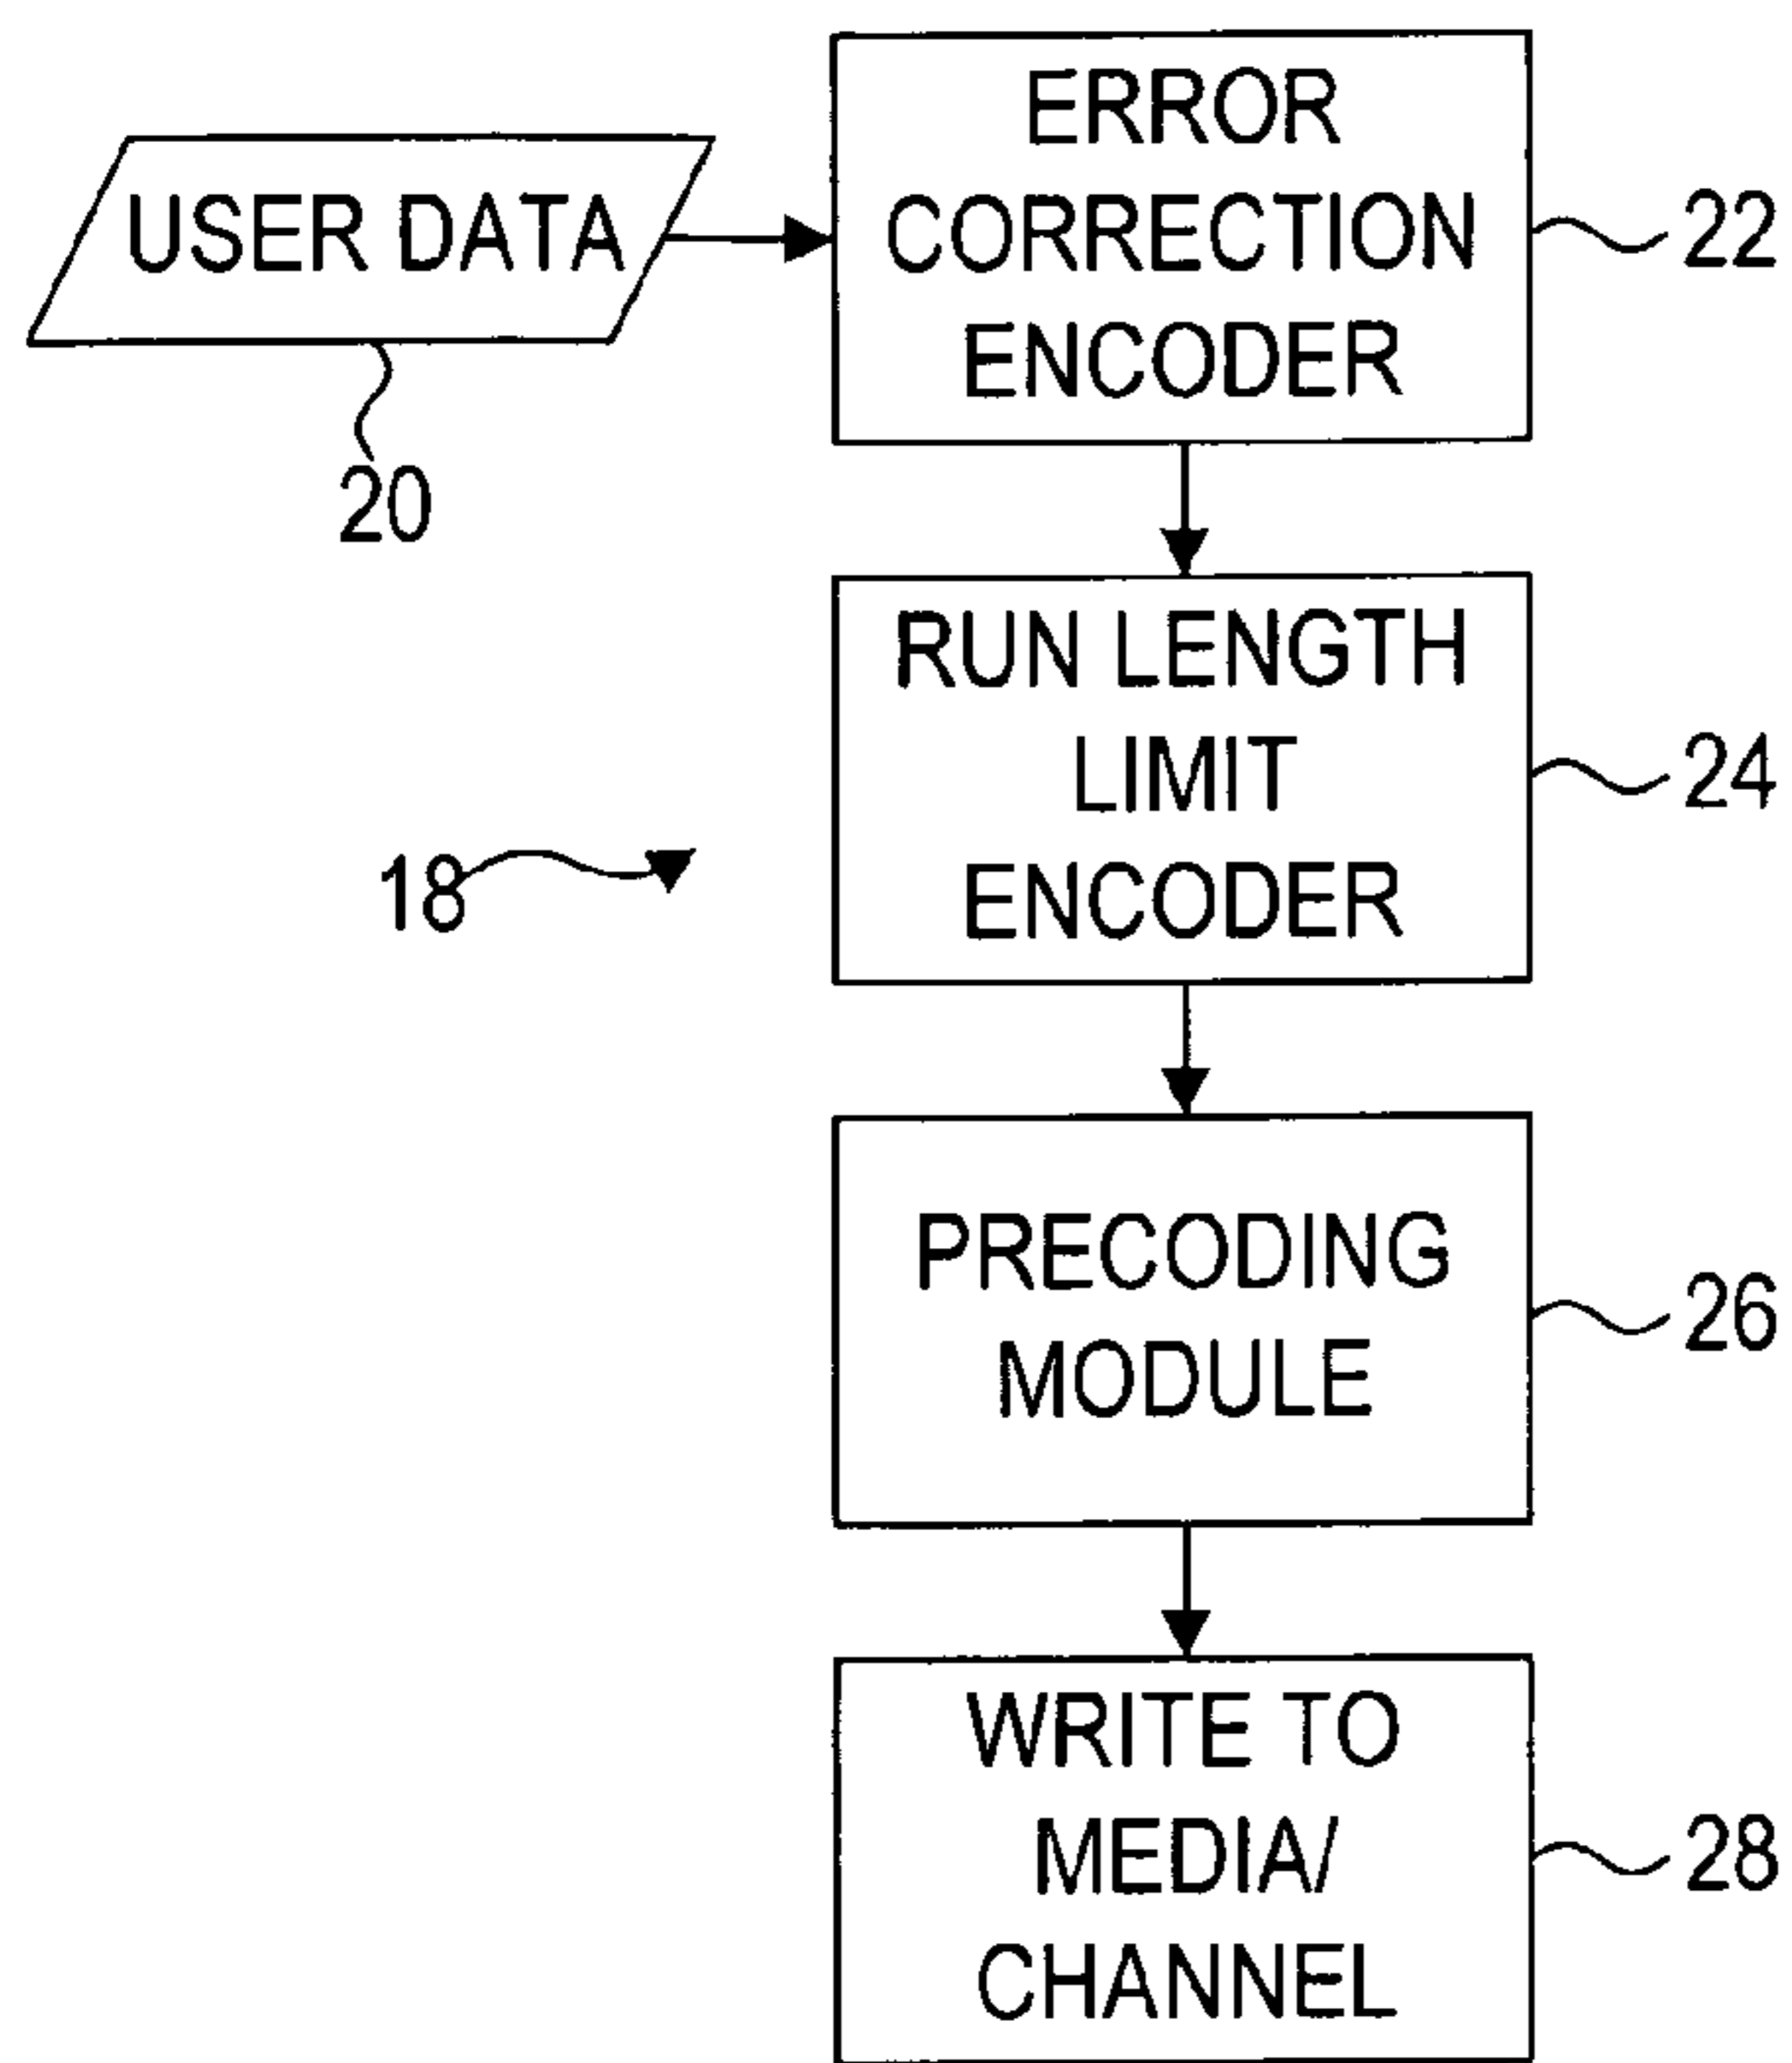 USER DATA
20
ERROR
CORRECTION
ENCODER
22
RUN LENGTH
LIMIT
ENCODER
24
18
PRECODING
MODULE
26
WRITE TO
MEDIA/
CHANNEL
28